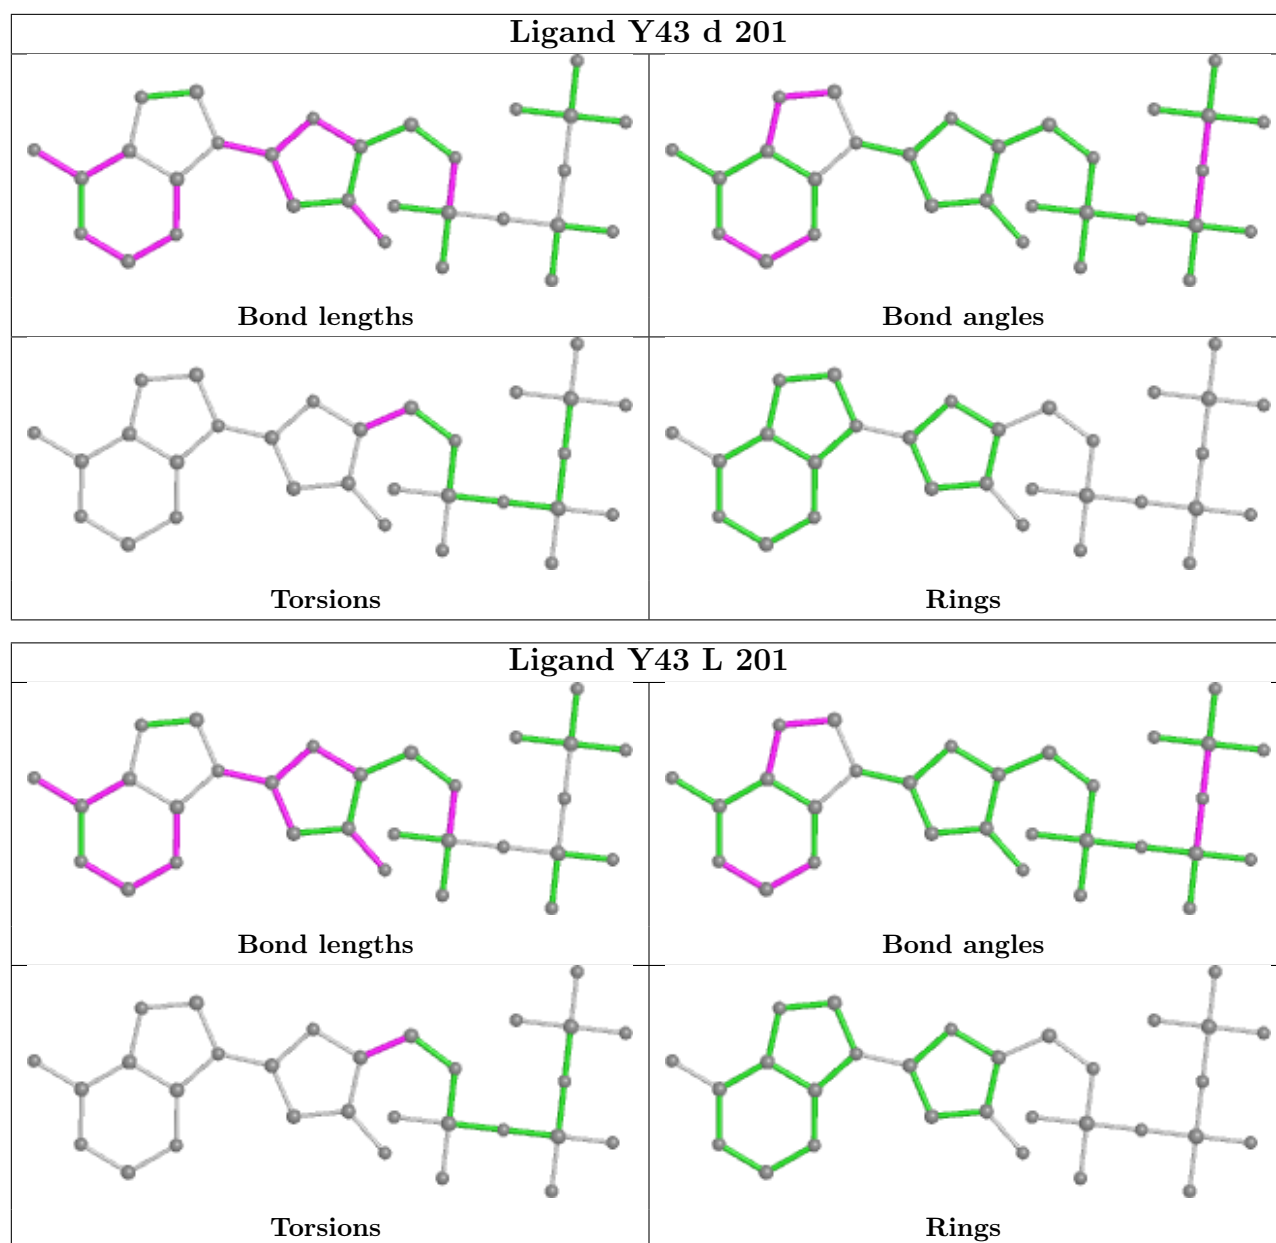 Ligand Y43 d 201
Bond lengths
Bond angles
Torsions
Rings
Ligand Y43 L 201
Bond lengths
Bond angles
Torsions
Rings